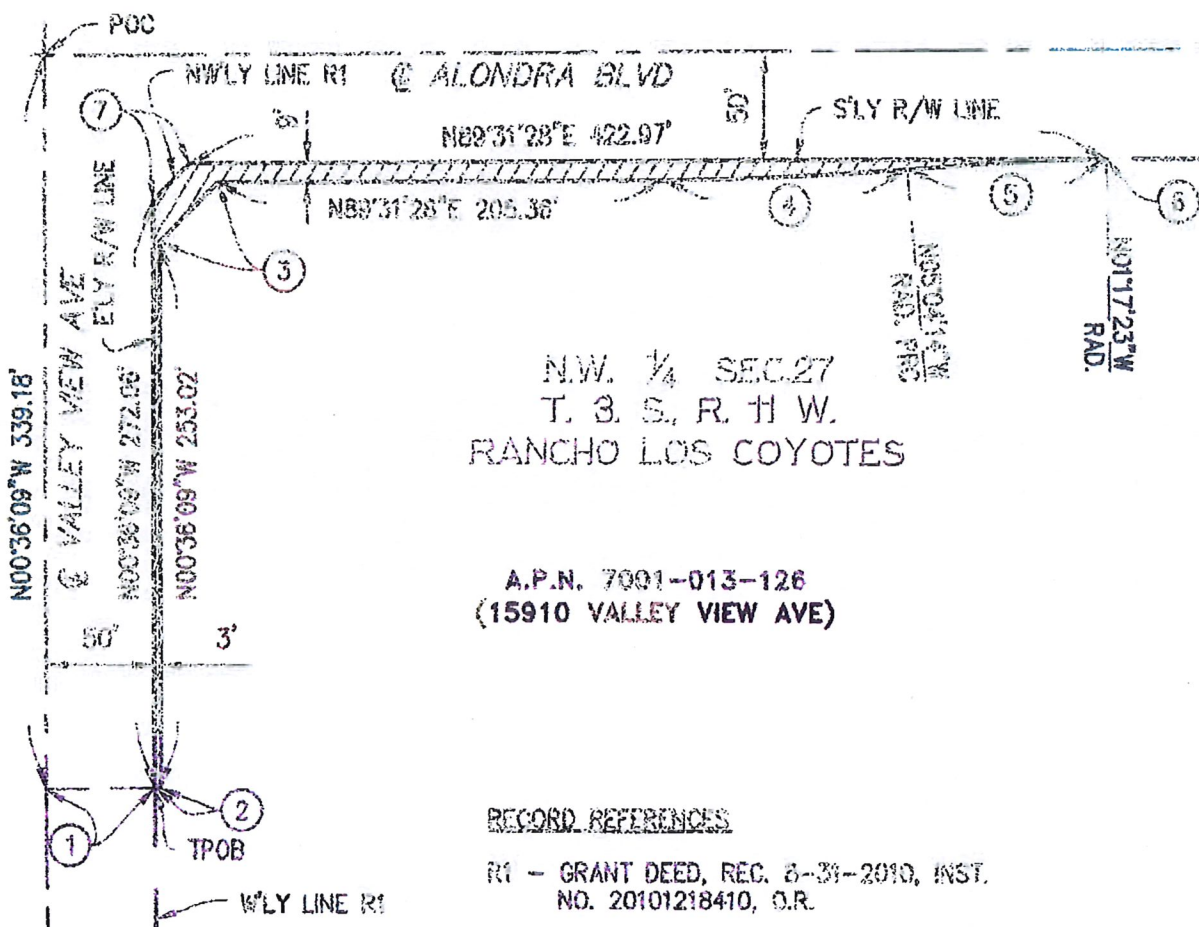 POC
NW'LY LINE R1
℄ ALONDRA BLVD
7
9'
50'
S'LY R/W LINE
N89°31'28"E 422.97'
N89°31'28"E 205.36'
4
5
6
3
E'LY R/W LINE
℄ VALLEY VIEW AVE
N00°36'09"W 339.18'
N00°36'09"W
N00°36'09"W 253.02'
RAD. PRC
N01°17'23"W
RAD.
N.W. 1/4 SEC.27
T. 3. S., R. 11 W.
RANCHO LOS COYOTES
A.P.N. 7001-013-126
(15910 VALLEY VIEW AVE)
50'
3'
1
2
TPOB
W'LY LINE R1
RECORD REFERENCES
R1 - GRANT DEED, REC. 8-31-2010, INST.
NO. 20101218410, O.R.